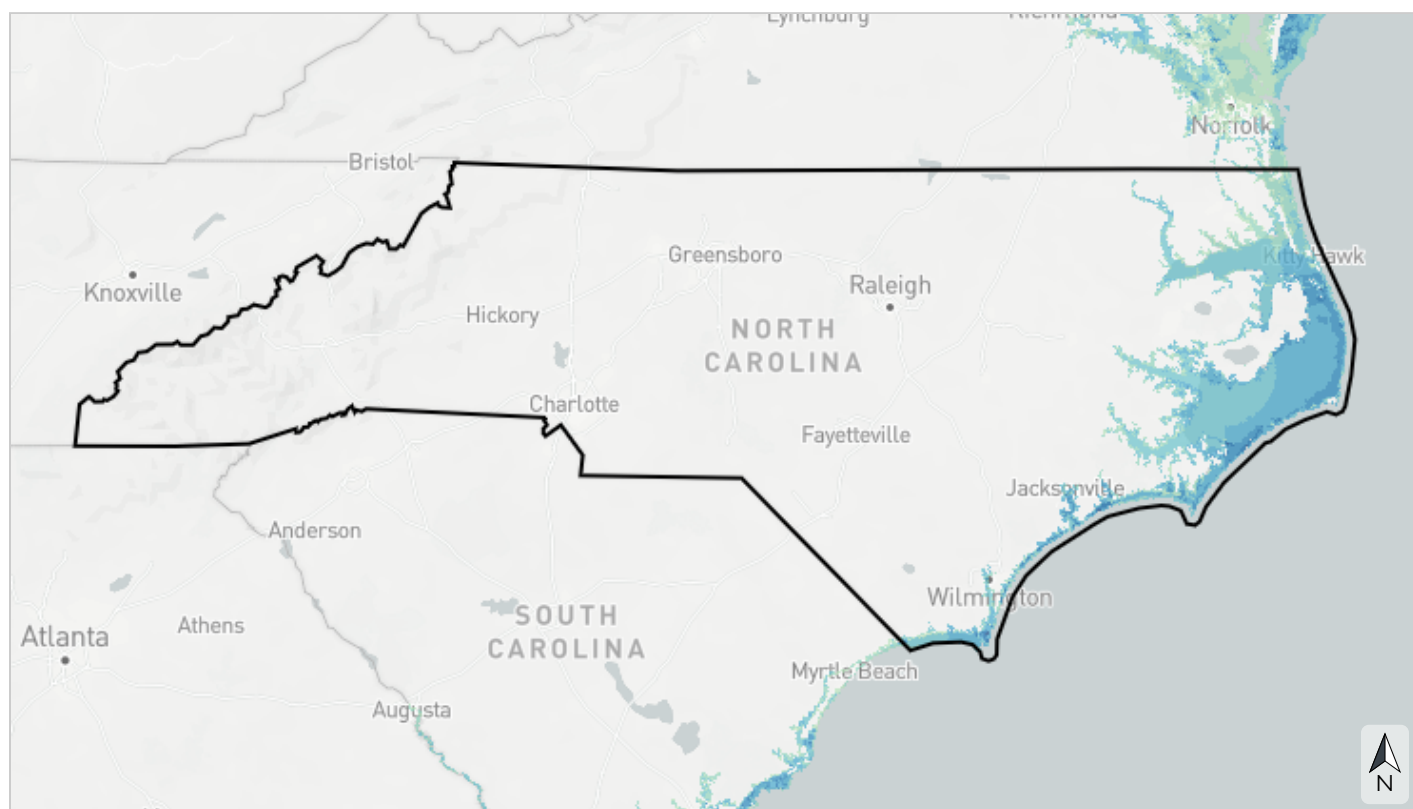 Lynchburg
Richmond
Norfolk
Bristol
Greensboro
Kitty Hawk
Knoxville
Raleigh
Hickory
NORTH
CAROLINA
Charlotte
Fayetteville
Jacksonville
Anderson
Wilmington
SOUTH
CAROLINA
Athens
Atlanta
Myrtle Beach
Augusta
N